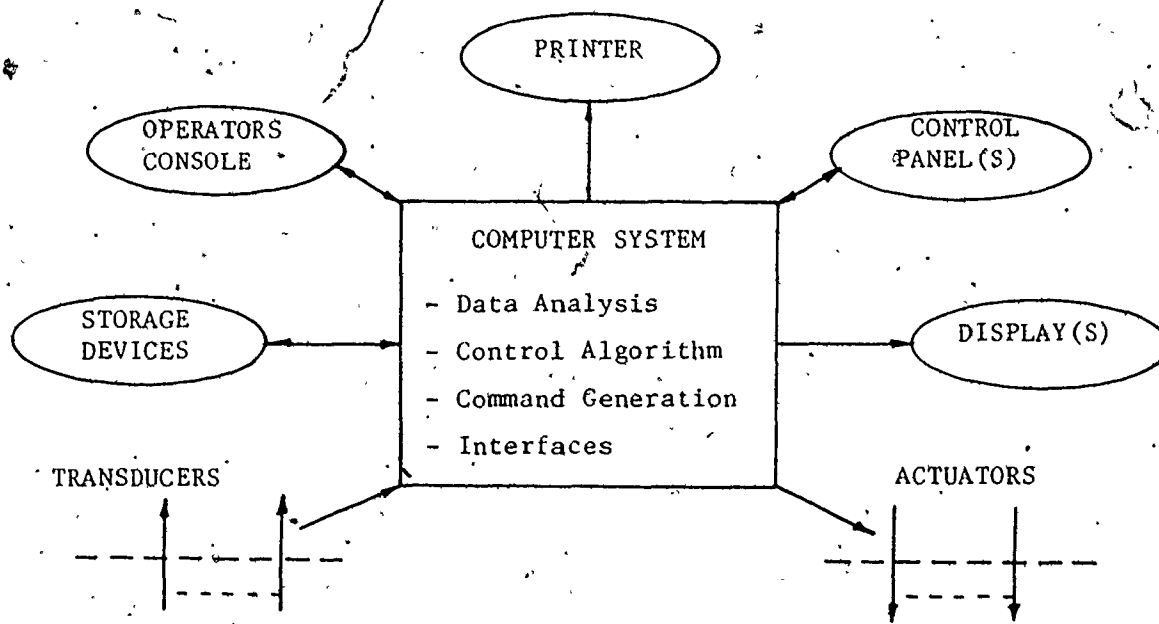 PRINTER
OPERATORS
CONSOLE
CONTROL
PANEL(S)
COMPUTER SYSTEM
- Data Analysis
- Control Algorithm
- Command Generation
- Interfaces
STORAGE
DEVICES
DISPLAY(S)
TRANSDUCERS
ACTUATORS